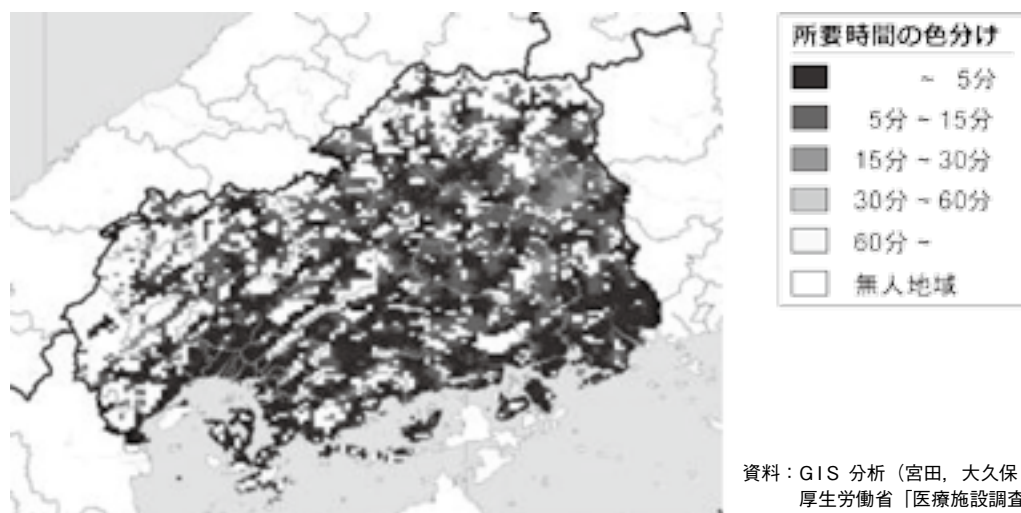 所要時間の色分け
～ 5分
5分～15分
15分～30分
30分～60分
60分～
無人地域
資料：GIS 分析（宮田，大久保
厚生労働省「医療施設調査